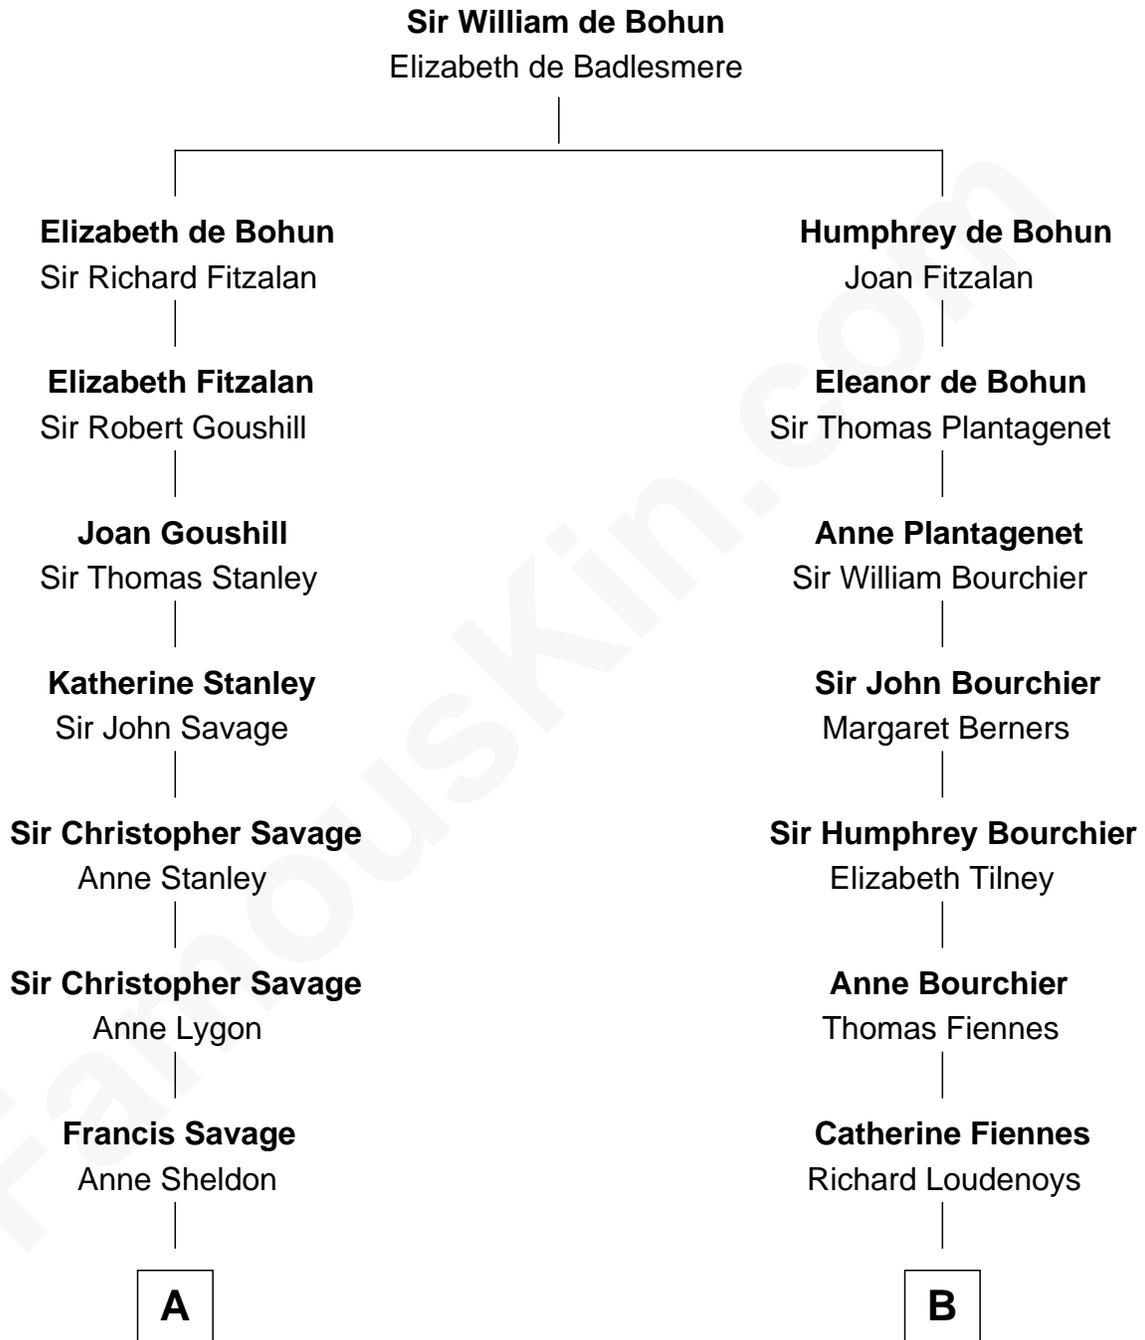 Sir William de Bohun
Elizabeth de Badlesmere
Elizabeth de Bohun
Sir Richard Fitzalan
Humphrey de Bohun
Joan Fitzalan
Elizabeth Fitzalan
Sir Robert Goushill
Eleanor de Bohun
Sir Thomas Plantagenet
Joan Goushill
Sir Thomas Stanley
Anne Plantagenet
Sir William Bourchier
Katherine Stanley
Sir John Savage
Sir John Bourchier
Margaret Berners
Sir Christopher Savage
Anne Stanley
Sir Humphrey Bourchier
Elizabeth Tilney
Sir Christopher Savage
Anne Lygon
Anne Bourchier
Thomas Fiennes
Francis Savage
Anne Sheldon
Catherine Fiennes
Richard Loudenoys
A
B
FamousKin.com